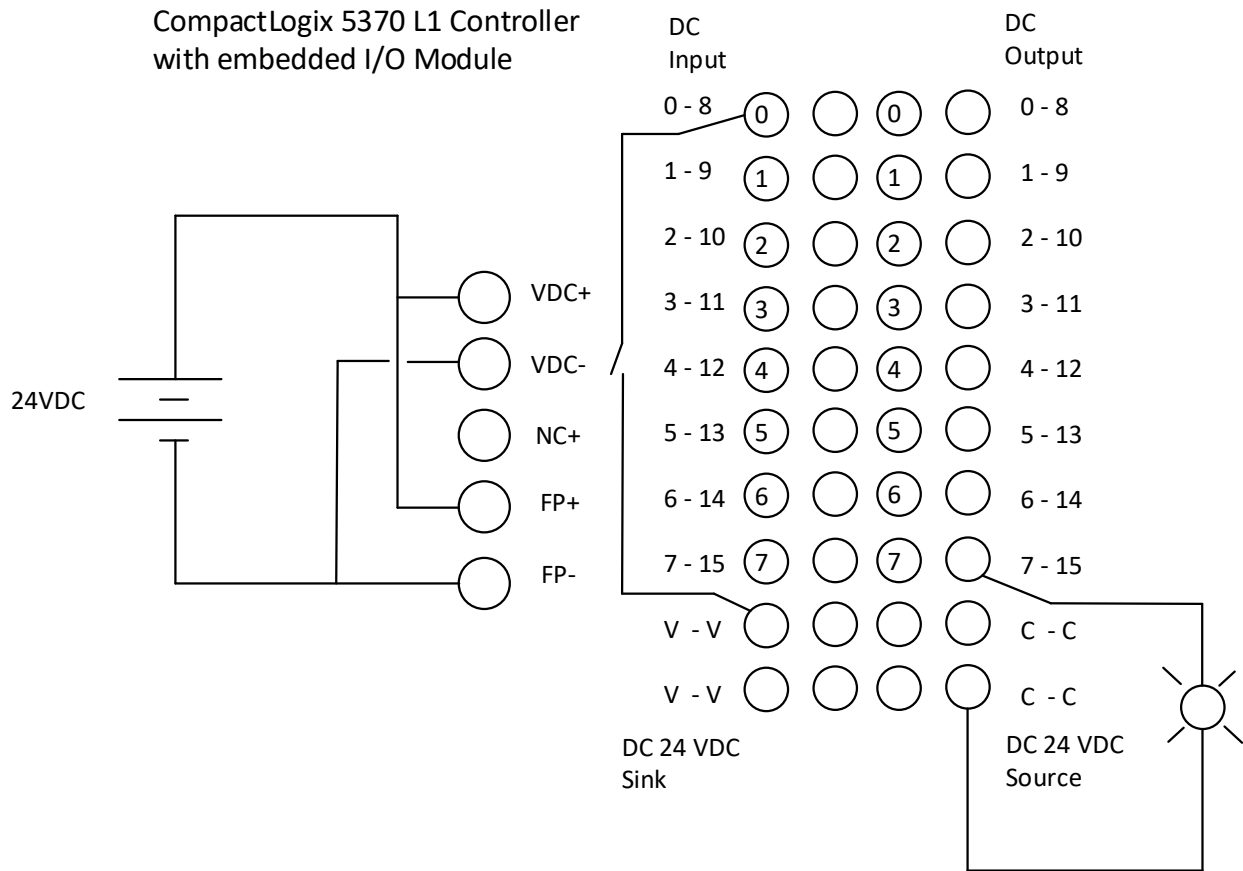 CompactLogix 5370 L1 Controller
with embedded I/O Module
DC
Input
DC
Output
0 - 8
0
0
0 - 8
1 - 9
1
1
1 - 9
2 - 10
2
2
2 - 10
3 - 11
3
3
3 - 11
4 - 12
4
4
4 - 12
5 - 13
5
5
5 - 13
6 - 14
6
6
6 - 14
7 - 15
7
7
7 - 15
V - V
C - C
V - V
C - C
DC 24 VDC
Sink
DC 24 VDC
Source
24VDC
VDC+
VDC-
NC+
FP+
FP-